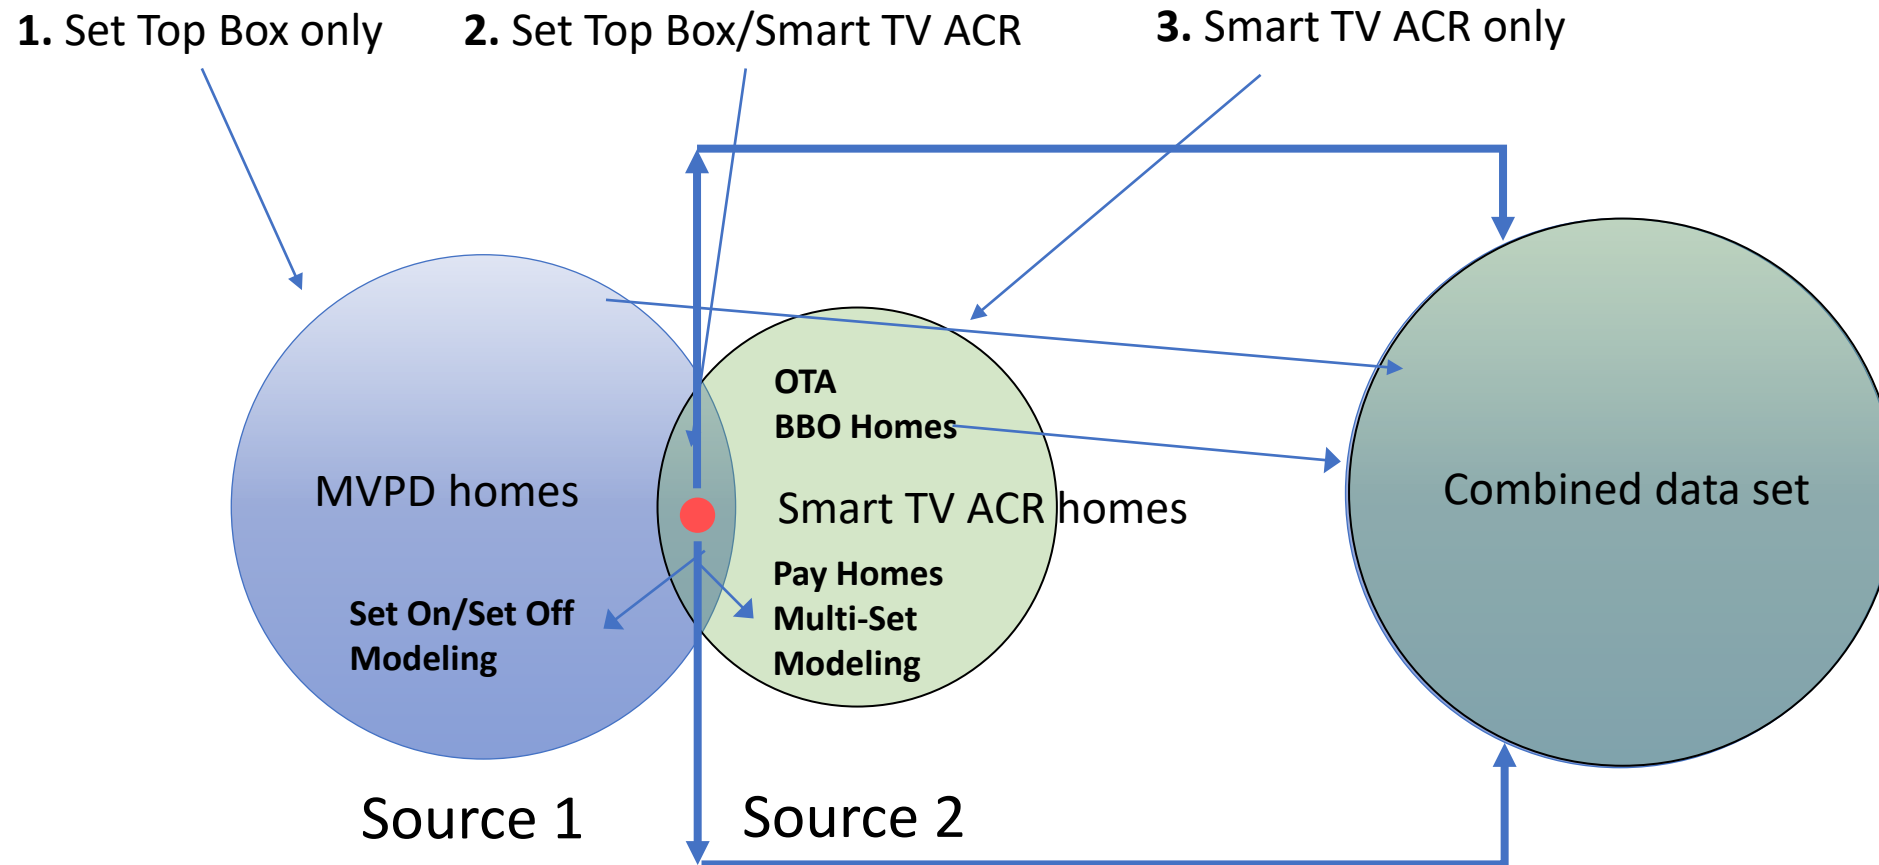 1. Set Top Box only
2. Set Top Box/Smart TV ACR
3. Smart TV ACR only
OTA
BBO Homes
MVPD homes
Smart TV ACR homes
Combined data set
Set On/Set Off
Modeling
Pay Homes
Multi-Set
Modeling
Source 1
Source 2